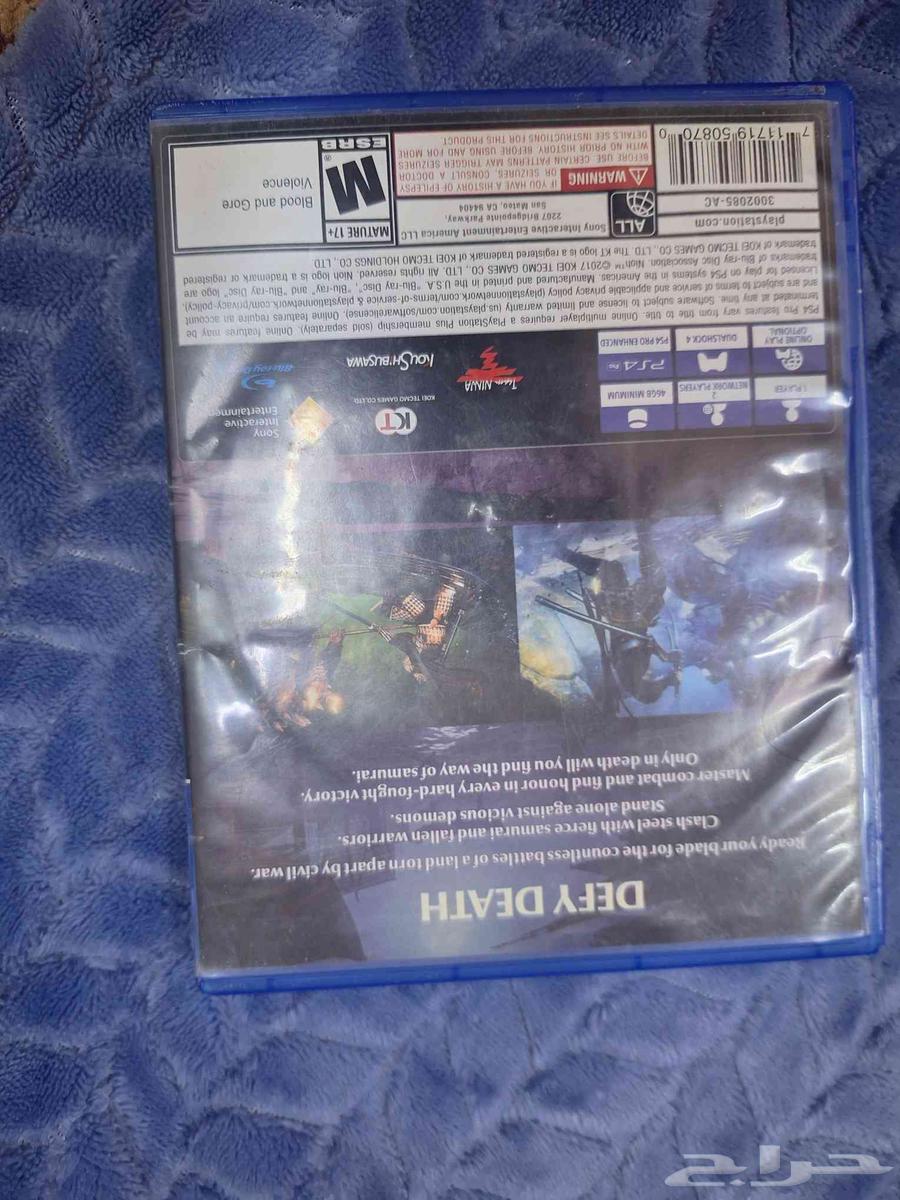 DEFY DEATH
Ready your blade for the countless battles of a land torn apart by civil war.
Clash steel with fierce samurai and fallen warriors.
Stand alone against vicious demons.
Master combat and find honor in every hard-fought victory.
Only in death will you find the way of samurai.
1 PLAYER
2 NETWORK PLAYERS
46GB MINIMUM
ONLINE PLAY OPTIONAL
DUALSHOCK 4
PS4 Pro
PS4 PRO ENHANCED
KT
KOEI TECMO GAMES CO., LTD.
Team NINJA
KOU SHIBUSAWA
Sony
Interactive
Entertainment
Blu-ray
PS4 Pro features vary from title to title. Online multiplayer requires a PlayStation Plus membership (sold separately). Online features may be
terminated at any time. Software subject to license and limited warranty (us.playstation.com/softwarelicense). Online features require an account
and are subject to terms of service and applicable privacy policy (playstationnetwork.com/terms-of-service & playstationnetwork.com/privacy-policy).
Licensed for play on PS4 systems in the Americas. Manufactured and printed in the U.S.A. "Blu-ray Disc", "Blu-ray" and "Blu-ray Disc" logo are
trademarks of Blu-ray Disc Association. Nioh™ ©2017 KOEI TECMO GAMES CO., LTD. All rights reserved. Nioh logo is a trademark or registered
trademark of KOEI TECMO GAMES CO., LTD. The KT logo is a registered trademark of KOEI TECMO HOLDINGS CO., LTD.
playstation.com
3002085-AC
7 11719 50870 0
ALL
Sony Interactive Entertainment America LLC
2207 Bridgepointe Parkway,
San Mateo, CA 94404
WARNING
IF YOU HAVE A HISTORY OF EPILEPSY
OR SEIZURES, CONSULT A DOCTOR
BEFORE USE. CERTAIN PATTERNS MAY TRIGGER SEIZURES
WITH NO PRIOR HISTORY. BEFORE USING AND FOR MORE
DETAILS SEE INSTRUCTIONS FOR THIS PRODUCT.
MATURE 17+
M
®
ESRB
Blood and Gore
Violence
حراج